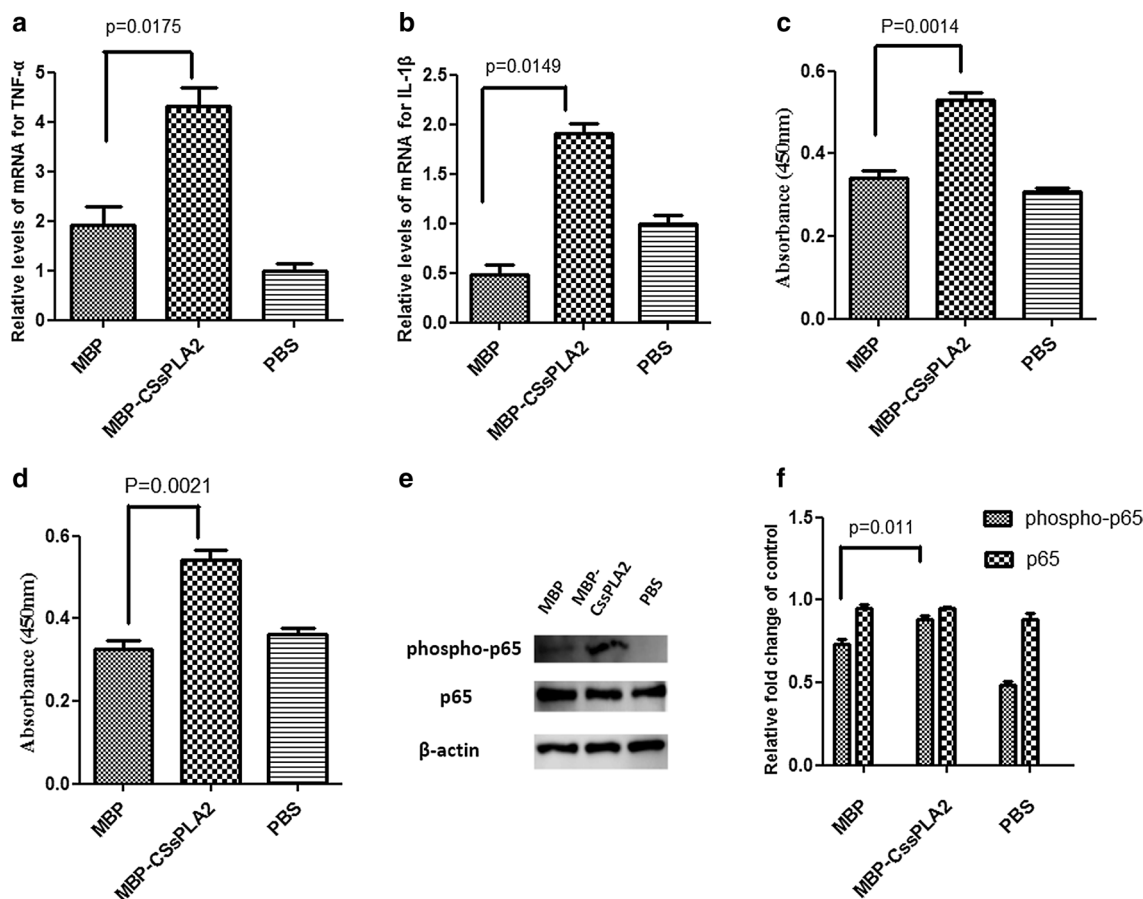 a
p=0.0175
Relative levels of mRNA for TNF-α
5
4
3
2
1
0
MBP
MBP-CSsPLA2
PBS
b
p=0.0149
Relative levels of mRNA for IL-1β
2.5
2.0
1.5
1.0
0.5
0.0
MBP
MBP-CSsPLA2
PBS
c
P=0.0014
Absorbance (450nm)
0.6
0.4
0.2
0.0
MBP
MBP-CSsPLA2
PBS
d
P=0.0021
Absorbance (450nm)
0.6
0.4
0.2
0.0
MBP
MBP-CSsPLA2
PBS
e
MBP
MBP-
CssPLA2
PBS
phospho-p65
p65
β-actin
f
p=0.011
phospho-p65
p65
Relative fold change of control
1.5
1.0
0.5
0.0
MBP
MBP-CssPLA2
PBS